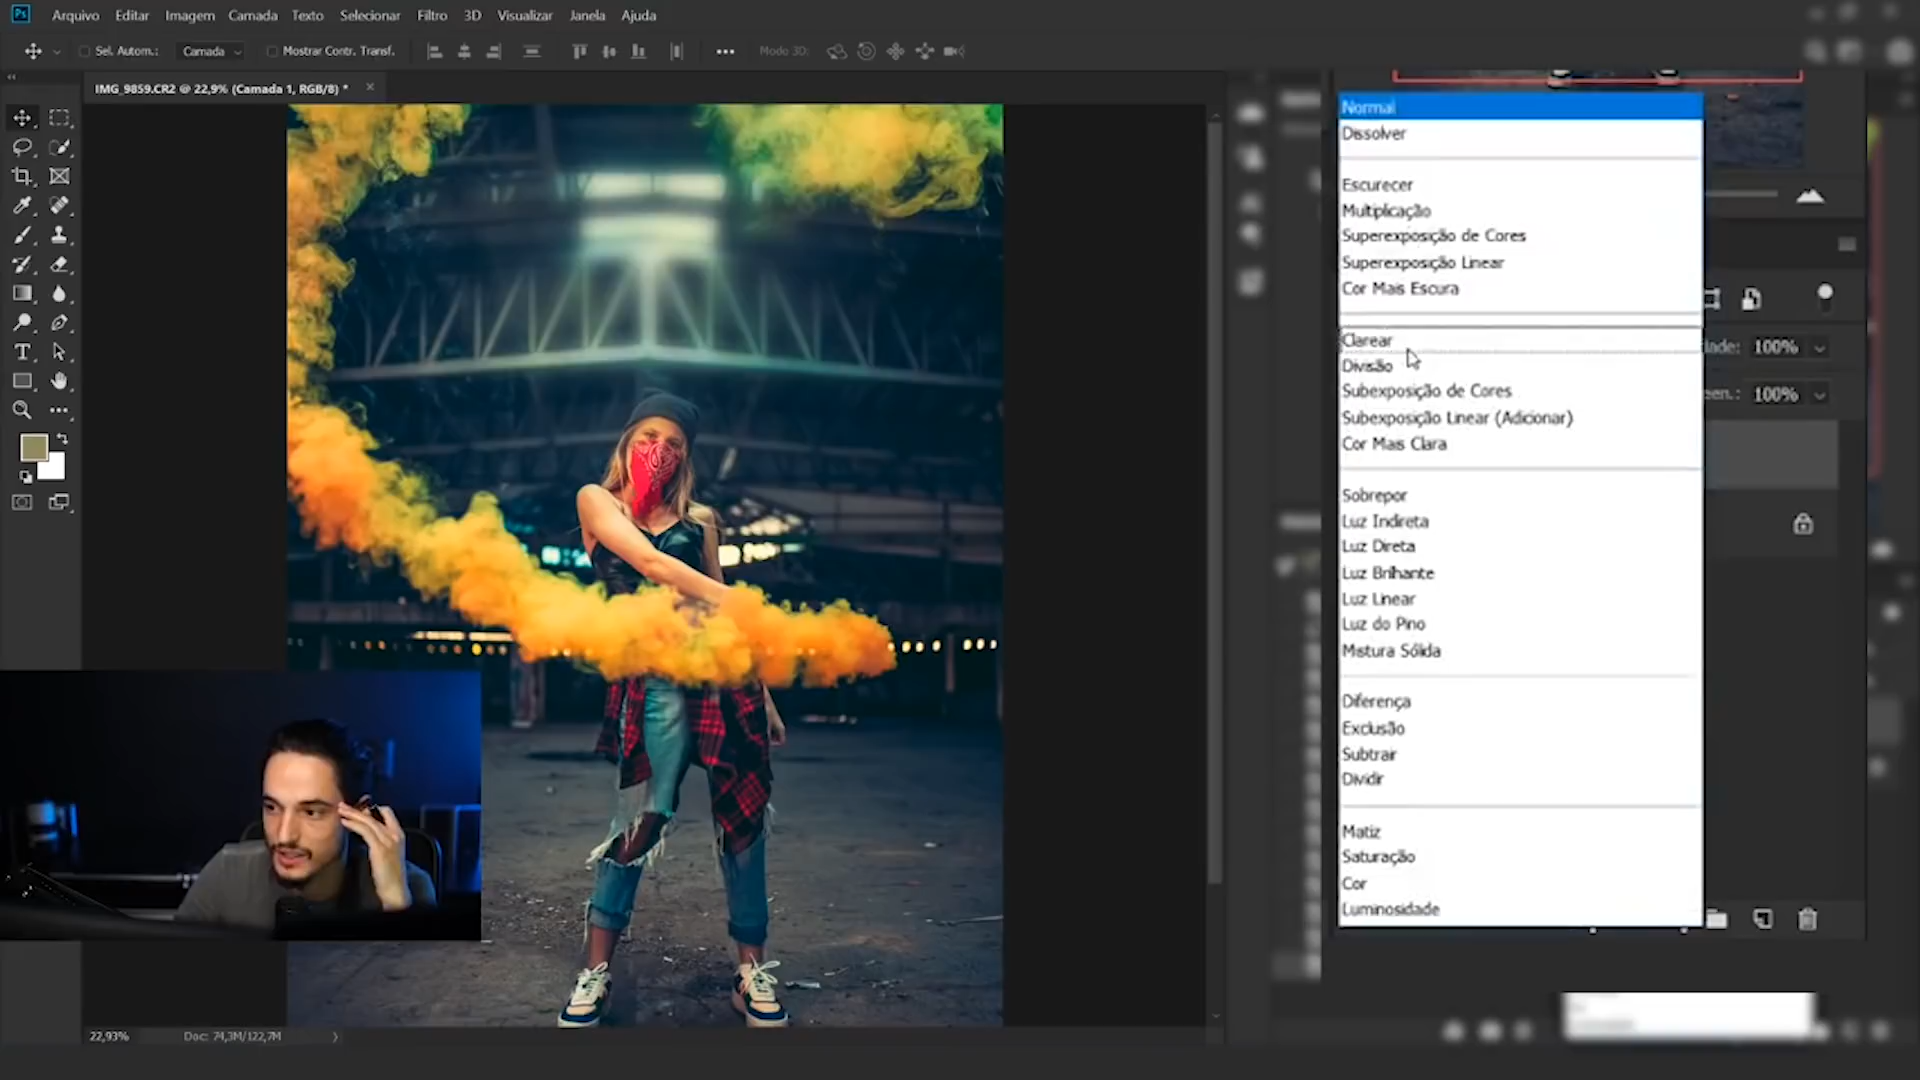 Ps Arquivo Editar Imagem Camada Texto Selecionar Filtro 3D Visualizar Janela Ajuda
Sel. Autom.: Camada Mostrar Contr. Transf. Modo 3D:
IMG_9859.CR2 @ 22,9% (Camada 1, RGB/8) *
Normal
Dissolver
Escurecer
Multiplicação
Superexposição de Cores
Superexposição Linear
Cor Mais Escura
Clarear
Divisão
Subexposição de Cores
Subexposição Linear (Adicionar)
Cor Mais Clara
Sobrepor
Luz Indireta
Luz Direta
Luz Brilhante
Luz Linear
Luz do Pino
Mistura Sólida
Diferença
Exclusão
Subtrair
Dividir
Matiz
Saturação
Cor
Luminosidade
dade: 100%
een.: 100%
22,93% Doc: 74,3M/122,7M